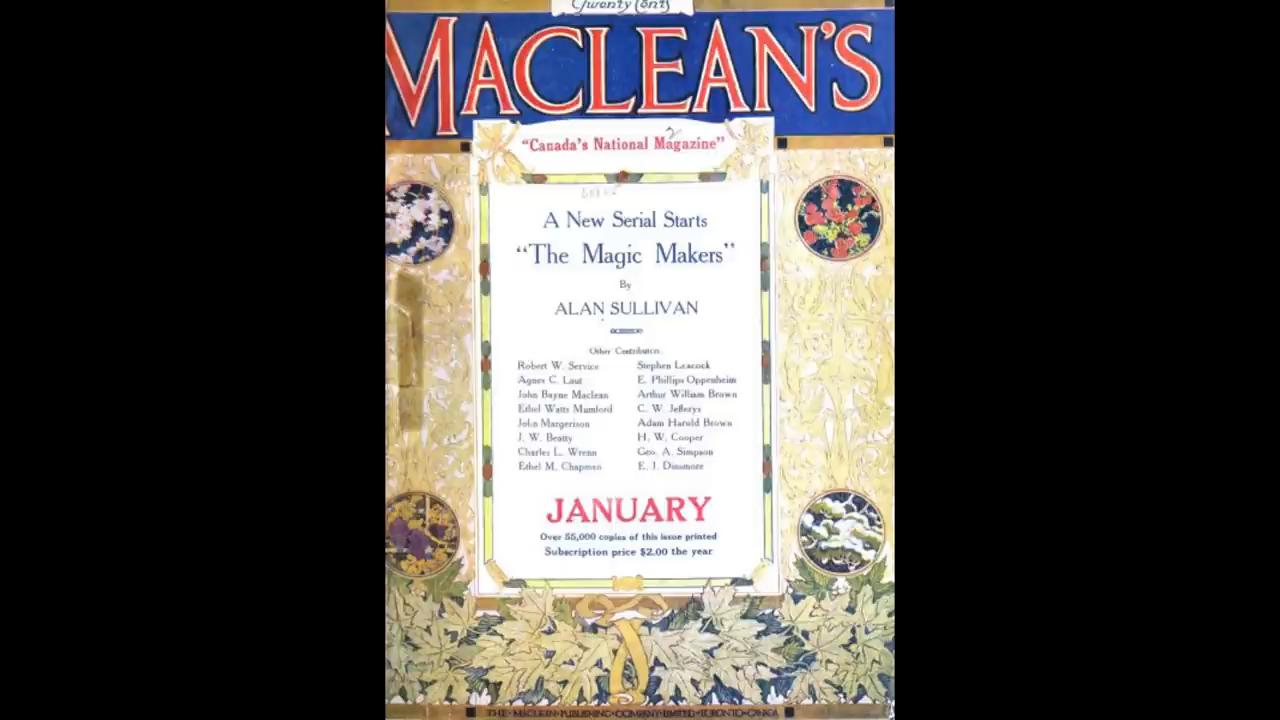 Twenty Cents
MACLEAN'S
"Canada's National Magazine"
A New Serial Starts
"The Magic Makers"
By
ALAN SULLIVAN
Other Contributors
Robert W. Service
Agnes C. Laut
John Bayne Maclean
Ethel Watts Mumford
John Margerison
J. W. Beatty
Charles L. Wrenn
Ethel M. Chapman
Stephen Leacock
E. Phillips Oppenheim
Arthur William Brown
C. W. Jefferys
Adam Harold Brown
H. W. Cooper
Geo. A. Simpson
E. J. Dinsmore
JANUARY
Over 55,000 copies of this issue printed
Subscription price $2.00 the year
THE·MACLEAN·PUBLISHING·COMPANY·LIMITED·TORONTO·CANADA